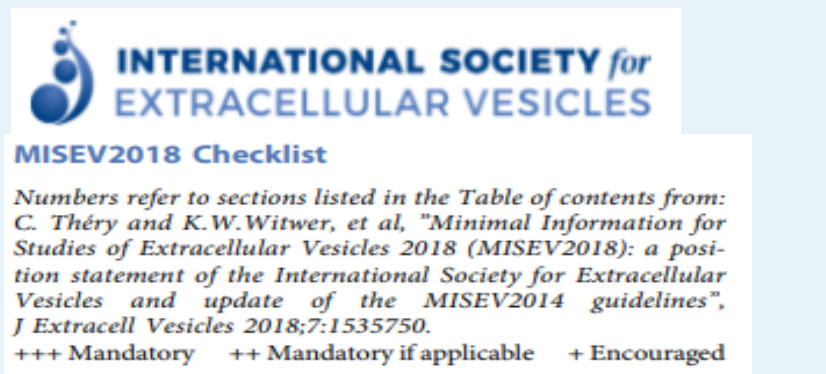 INTERNATIONAL SOCIETY for
EXTRACELLULAR VESICLES
MISEV2018 Checklist
Numbers refer to sections listed in the Table of contents from:
C. Théry and K.W.Witwer, et al, ”Minimal Information for
Studies of Extracellular Vesicles 2018 (MISEV2018): a posi-
tion statement of the International Society for Extracellular
Vesicles and update of the MISEV2014 guidelines”,
J Extracell Vesicles 2018;7:1535750.
+++ Mandatory ++ Mandatory if applicable + Encouraged